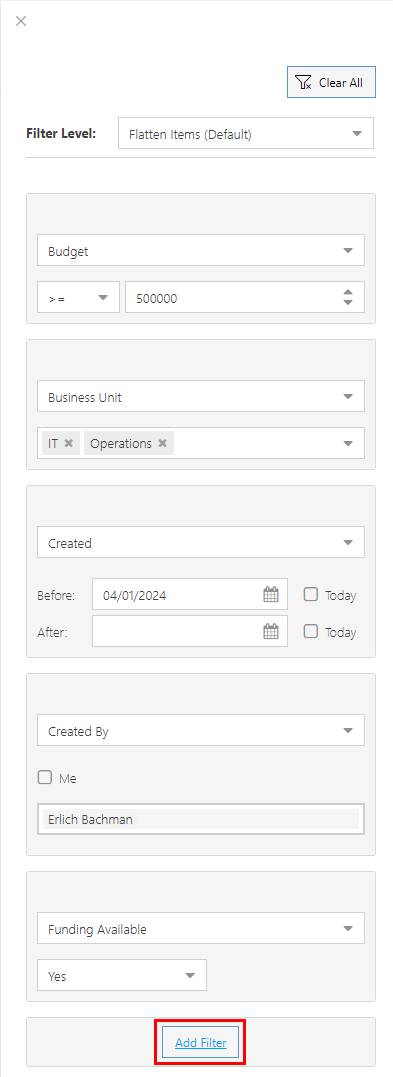 Clear All
Filter Level: Flatten Items (Default)
Budget
>= 500000
Business Unit
IT Operations
Created
Before: 04/01/2024 Today
After: Today
Created By
Me
Erlich Bachman
Funding Available
Yes
Add Filter